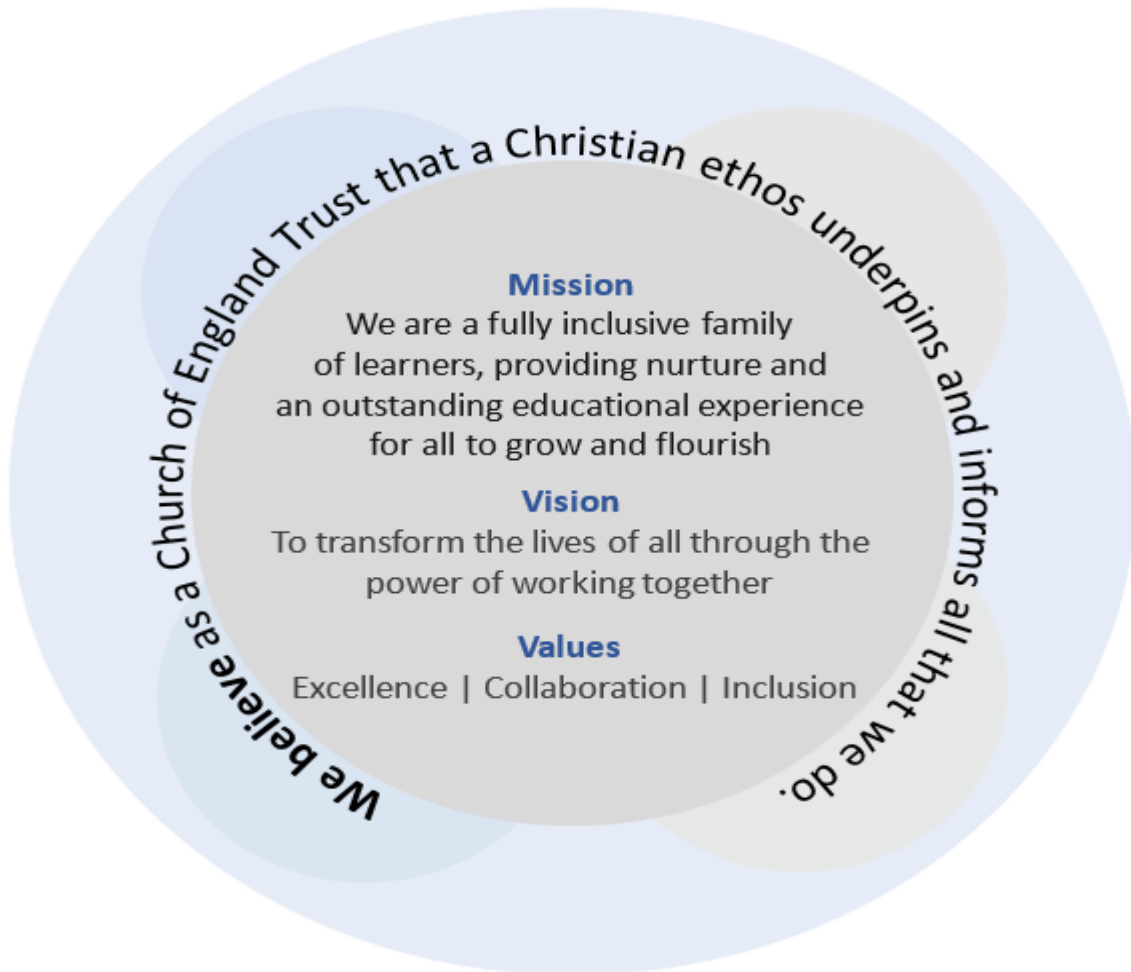 We believe as a Church of England Trust that a Christian ethos underpins and informs all that we do.
Mission
We are a fully inclusive family
of learners, providing nurture and
an outstanding educational experience
for all to grow and flourish
Vision
To transform the lives of all through the
power of working together
Values
Excellence | Collaboration | Inclusion